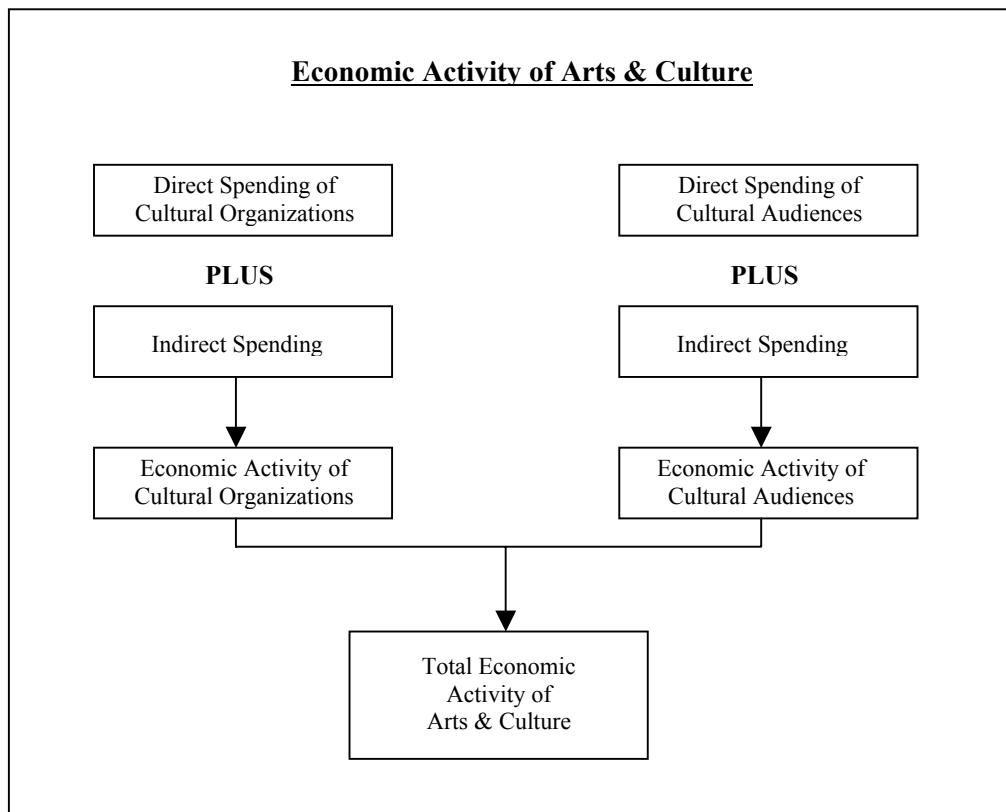 Economic Activity of Arts & Culture
Direct Spending of
Cultural Organizations
Direct Spending of
Cultural Audiences
PLUS
PLUS
Indirect Spending
Indirect Spending
Economic Activity of
Cultural Organizations
Economic Activity of
Cultural Audiences
Total Economic
Activity of
Arts & Culture